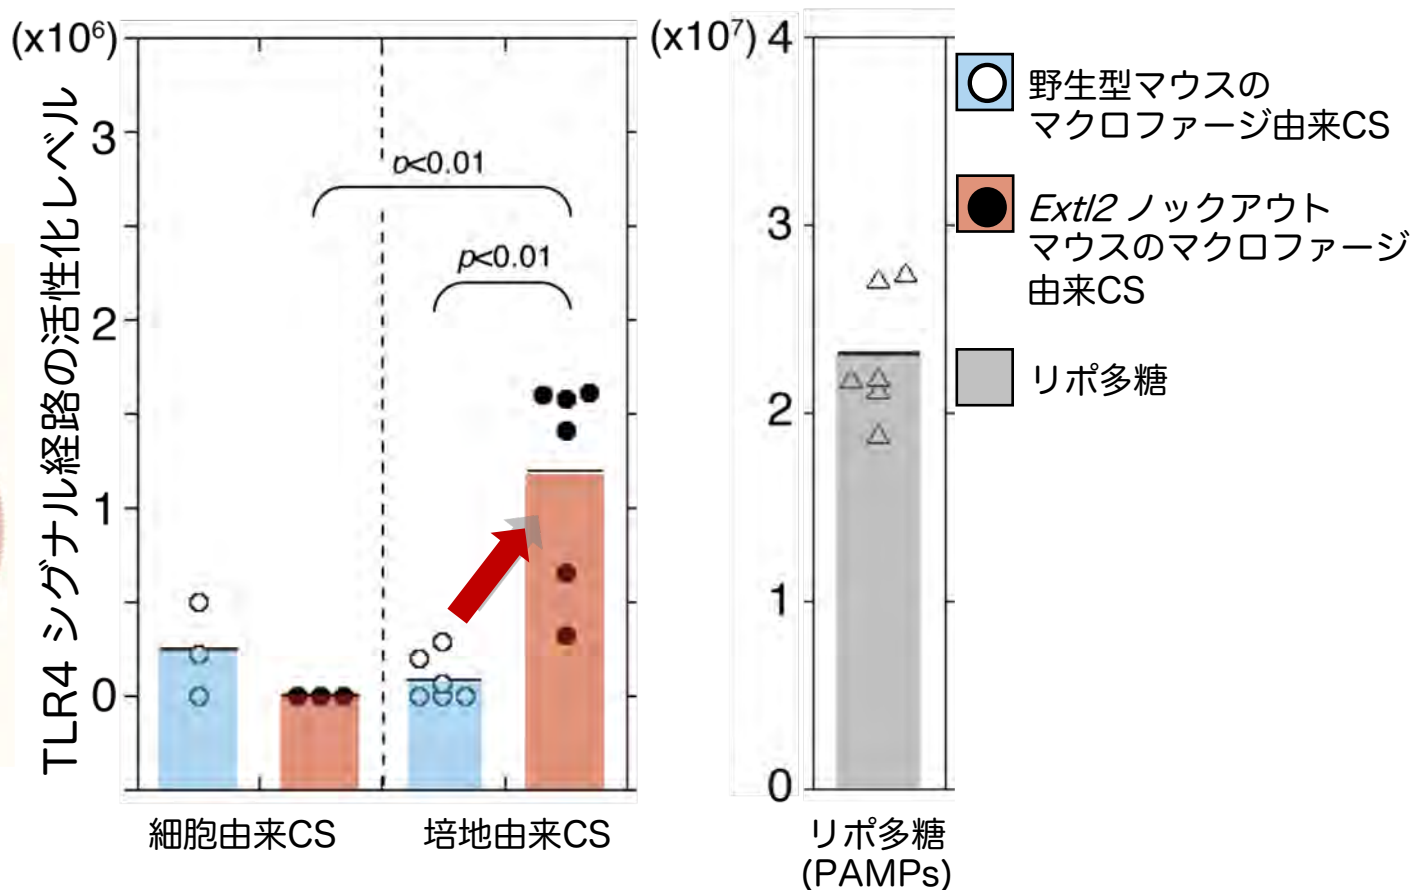 (x10⁶)
3
2
1
0
TLR4 シグナル経路の活性化レベル
p<0.01
p<0.01
細胞由来CS
培地由来CS
(x10⁷)
4
3
2
1
0
リポ多糖
(PAMPs)
野生型マウスの
マクロファージ由来CS
Extl2 ノックアウト
マウスのマクロファージ
由来CS
リポ多糖